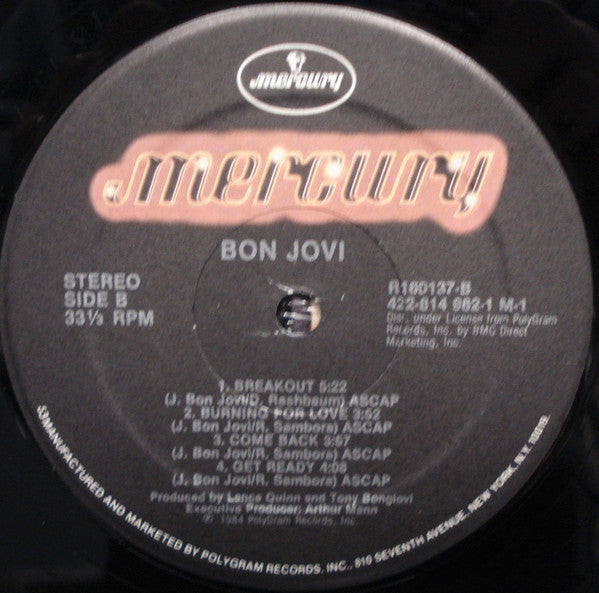 mercury
mercury
BON JOVI
STEREO
SIDE B
33⅓ RPM
R160137-B
422-814 982-1 M-1
Dist. under License from PolyGram
Records, Inc. by BMG Direct
Marketing, Inc.
1. BREAKOUT 5:22
(J. Bon Jovi/D. Rashbaum) ASCAP
2. BURNING FOR LOVE 3:52
(J. Bon Jovi/R. Sambora) ASCAP
3. COME BACK 3:57
(J. Bon Jovi/R. Sambora) ASCAP
4. GET READY 4:08
(J. Bon Jovi/R. Sambora) ASCAP
Produced by Lance Quinn and Tony Bongiovi
Executive Producer: Arthur Mann
℗ 1984 PolyGram Records, Inc
53 MANUFACTURED AND MARKETED BY POLYGRAM RECORDS, INC., 810 SEVENTH AVENUE, NEW YORK, N.Y. 10019